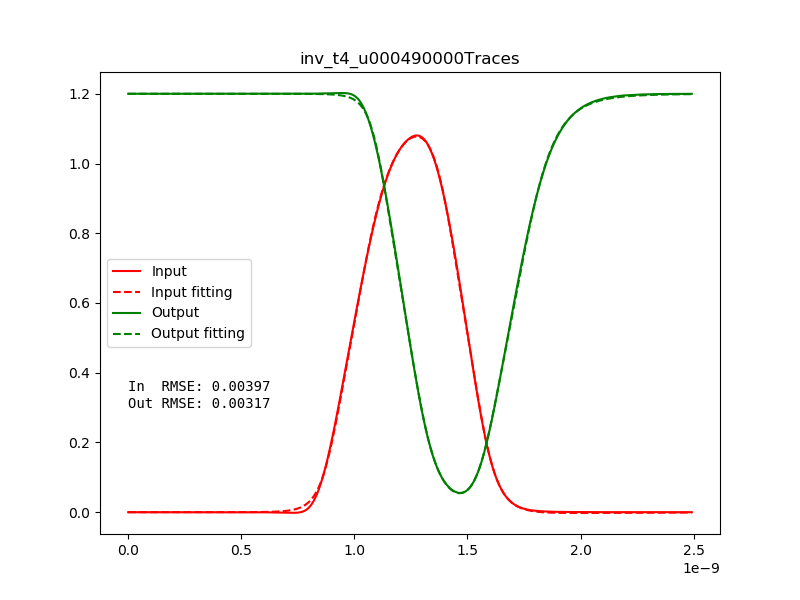 inv_t4_u000490000Traces
1.2
1.0
0.8
0.6
0.4
0.2
0.0
Input
Input fitting
Output
Output fitting
In  RMSE: 0.00397
Out RMSE: 0.00317
0.0 0.5 1.0 1.5 2.0 2.5
1e−9